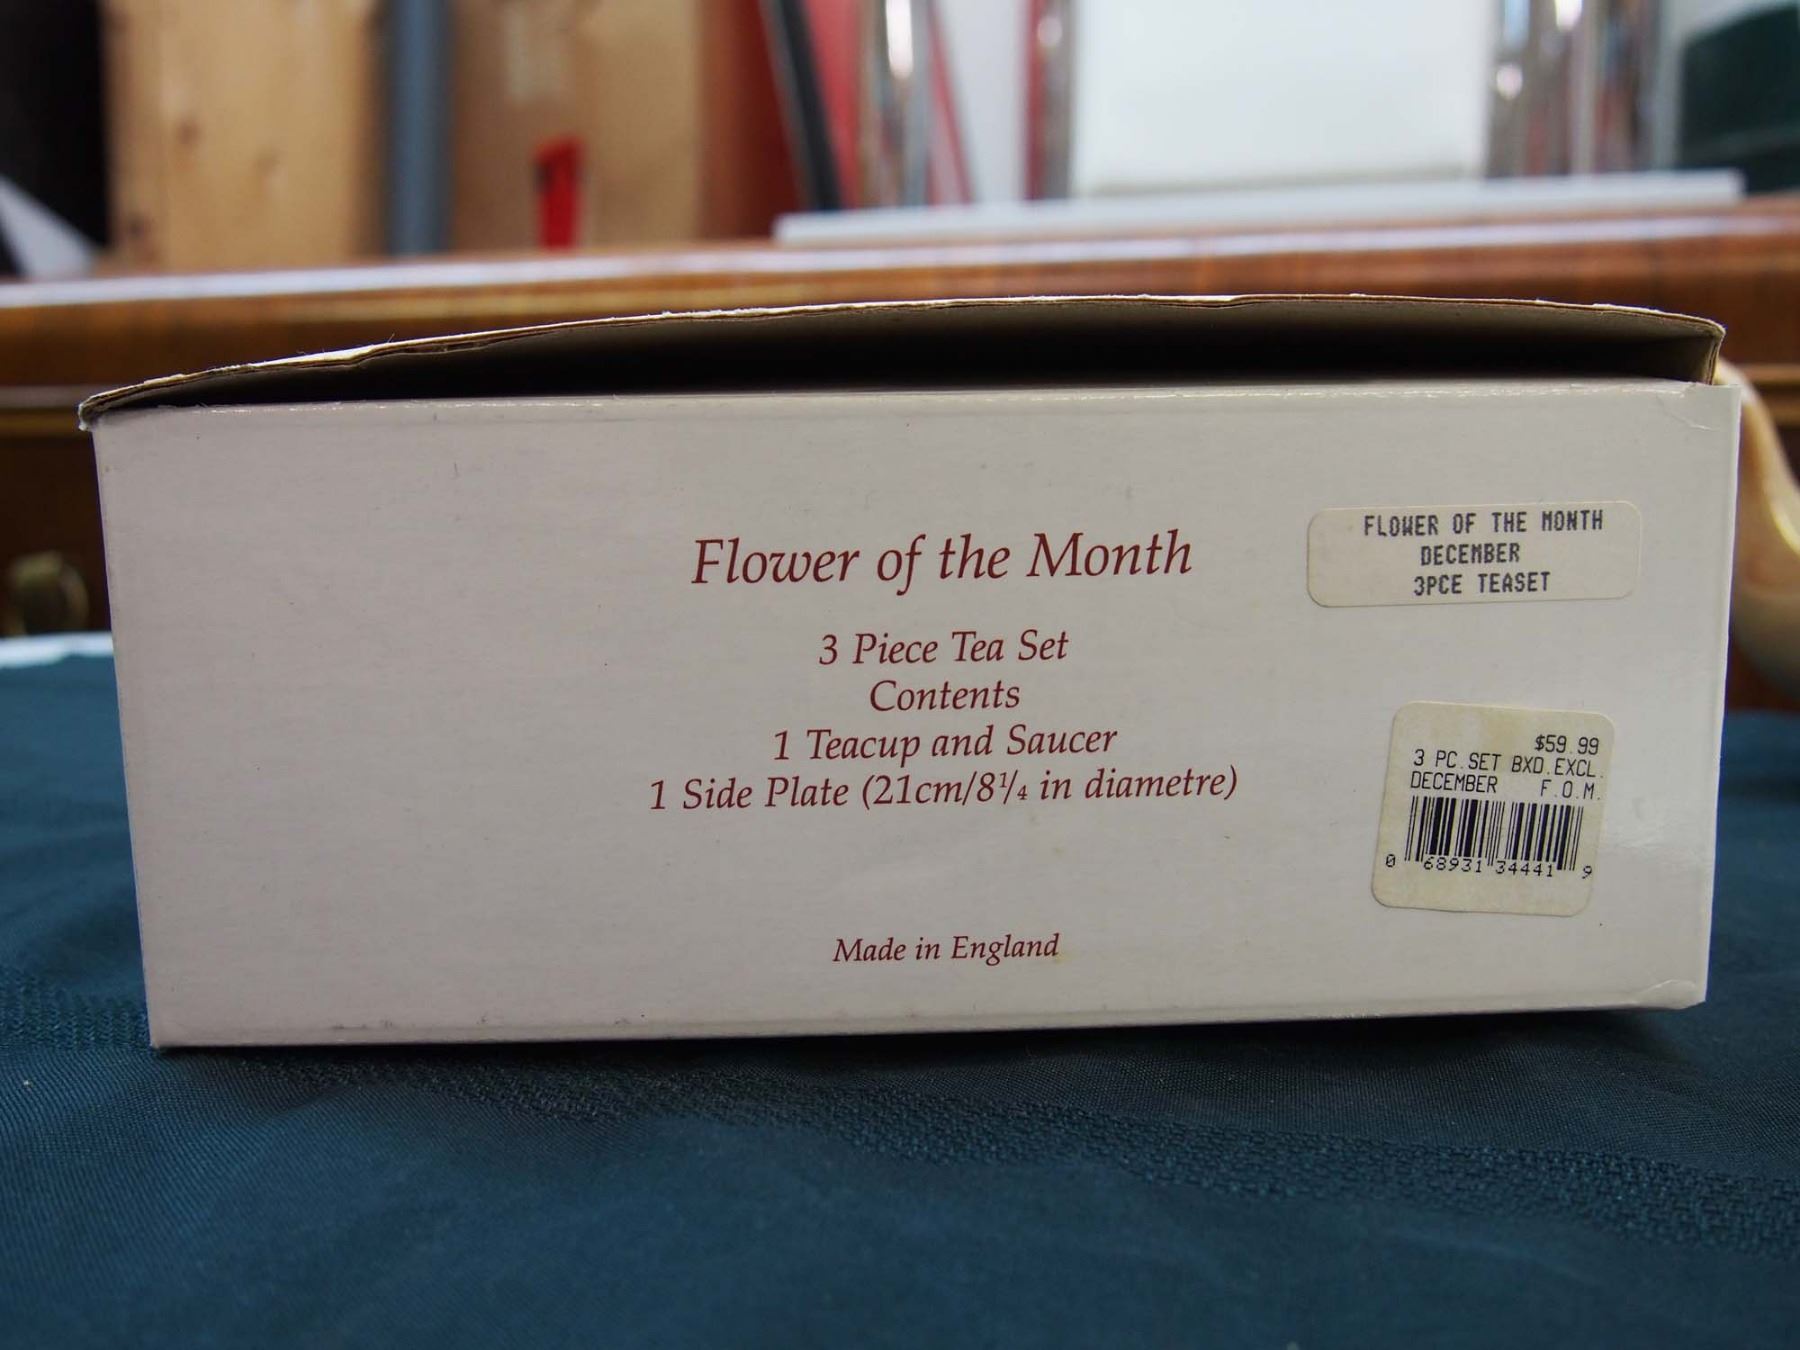 Flower of the Month
3 Piece Tea Set
Contents
1 Teacup and Saucer
1 Side Plate (21cm/8¼ in diametre)
Made in England
FLOWER OF THE MONTH
DECEMBER
3PCE TEASET
$59.99
3 PC.SET BXD.EXCL.
DECEMBER F.O.M.
0 68931 34441 9